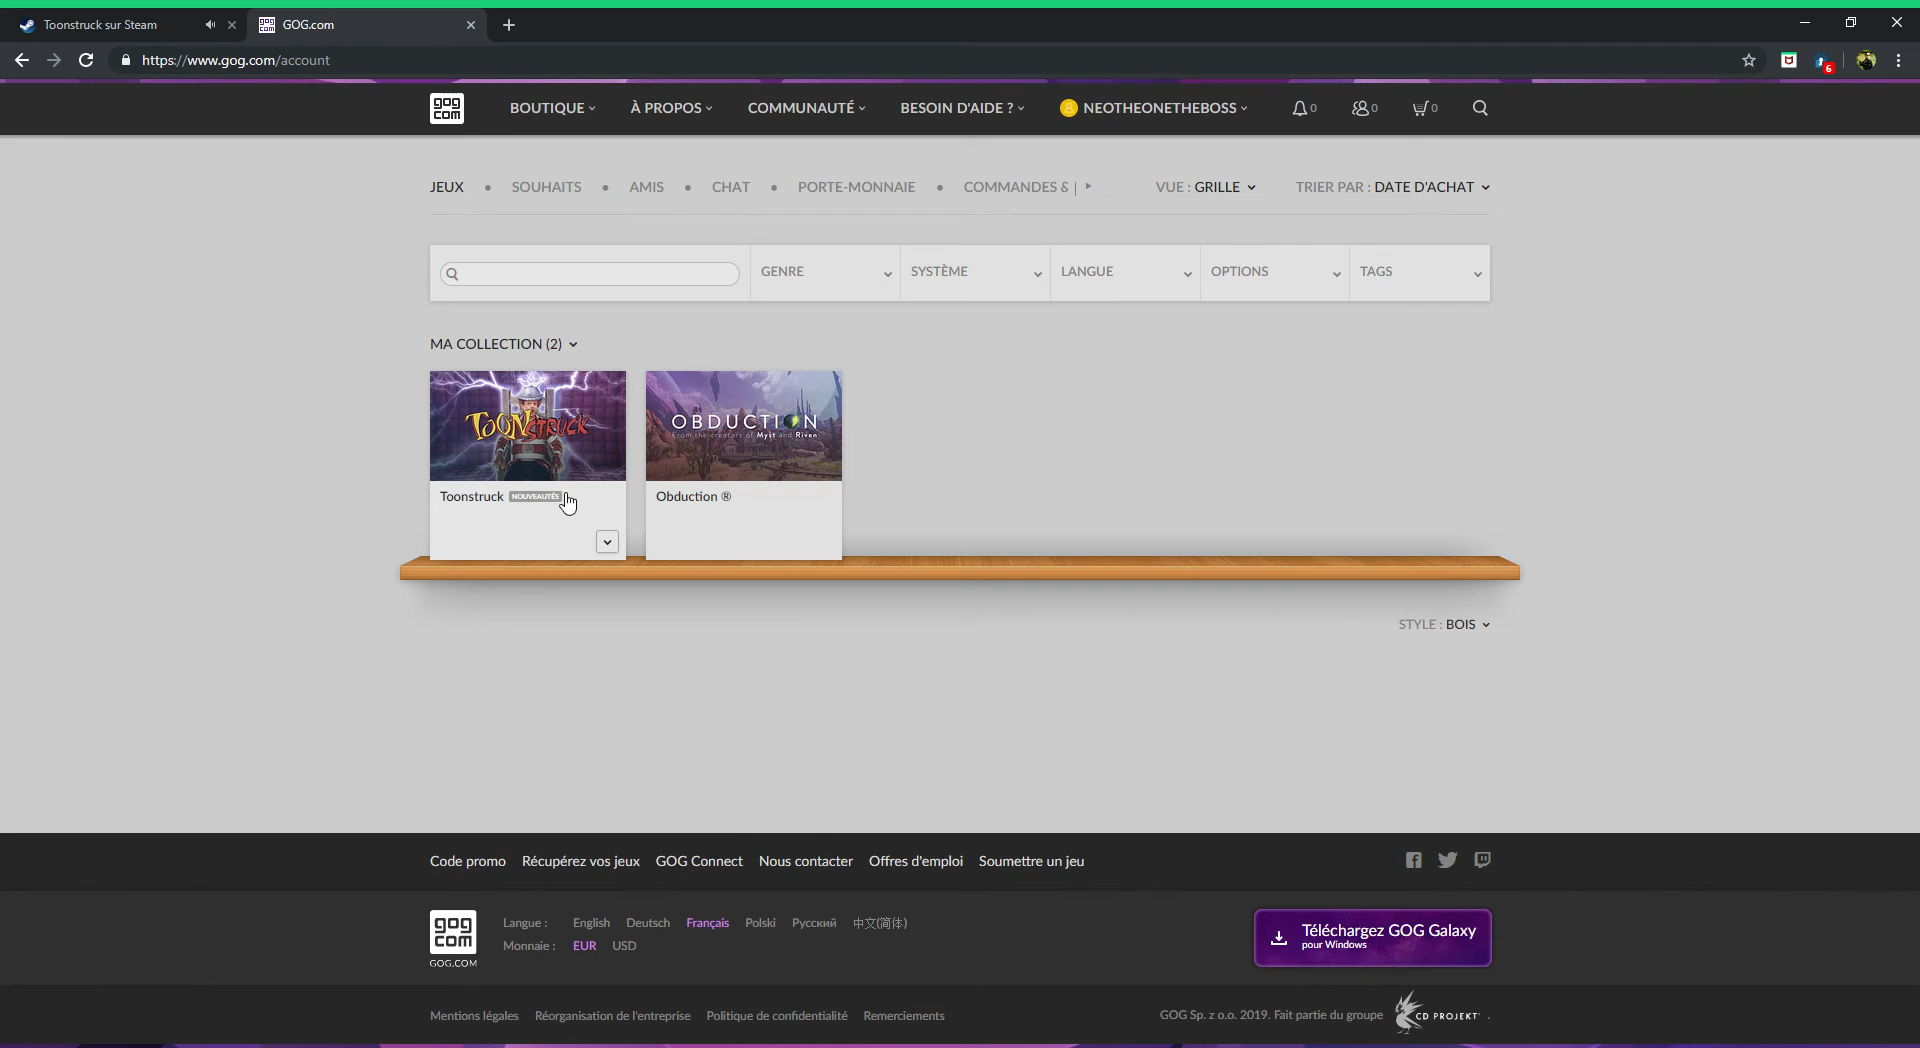 Toonstruck sur Steam
GOG.com
https://www.gog.com/account
gog com BOUTIQUE À PROPOS COMMUNAUTÉ BESOIN D'AIDE ? NEOTHEONETHEBOSS 0 0 0
6
JEUX • SOUHAITS • AMIS • CHAT • PORTE-MONNAIE • COMMANDES & VUE : GRILLE TRIER PAR : DATE D'ACHAT
GENRE SYSTÈME LANGUE OPTIONS TAGS
MA COLLECTION (2)
TOONSTRUCK
OBDUCTION
From the creators of Myst and Riven
Toonstruck NOUVEAUTÉS
Obduction ®
STYLE : BOIS
Code promo Récupérez vos jeux GOG Connect Nous contacter Offres d'emploi Soumettre un jeu
gog com
GOG.COM
Langue : English Deutsch Français Polski Русский 中文(简体)
Monnaie : EUR USD
Téléchargez GOG Galaxy
pour Windows
Mentions légales Réorganisation de l'entreprise Politique de confidentialité Remerciements
GOG Sp. z o.o. 2019. Fait partie du groupe CD PROJEKT .